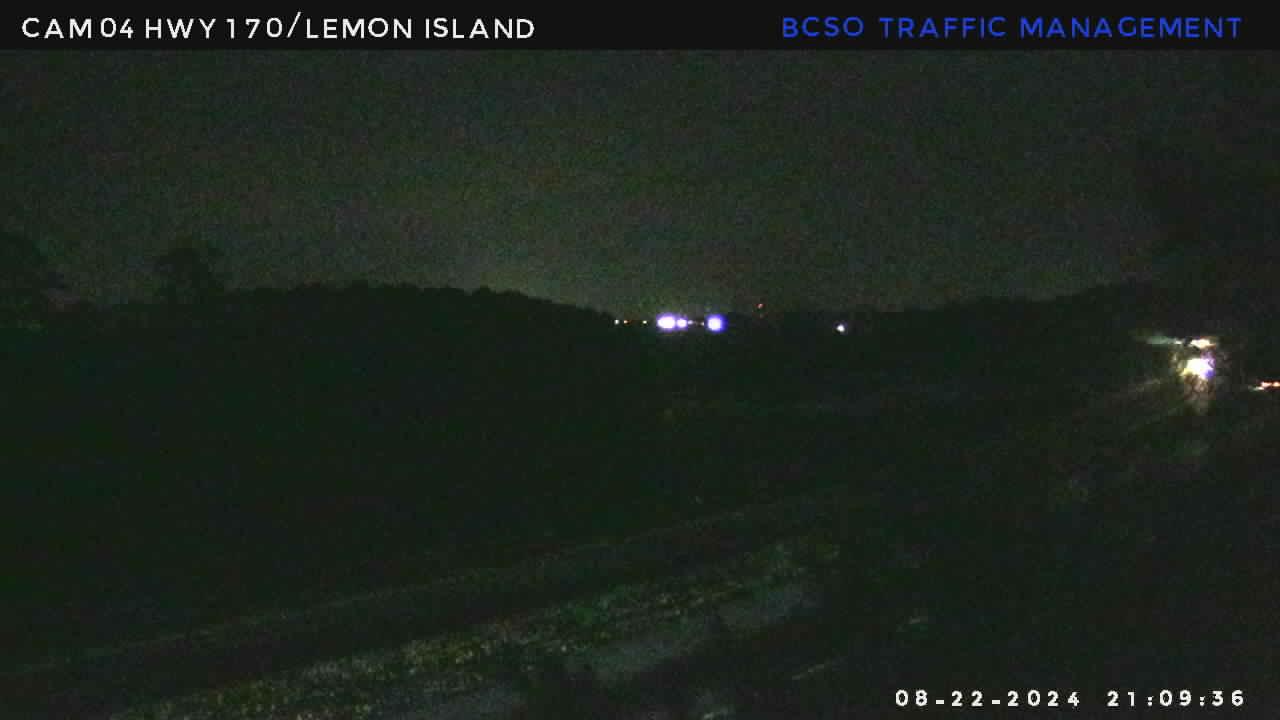 CAM04 HWY 170/LEMON ISLAND
BCSO TRAFFIC MANAGEMENT
08-22-2024 21:09:36